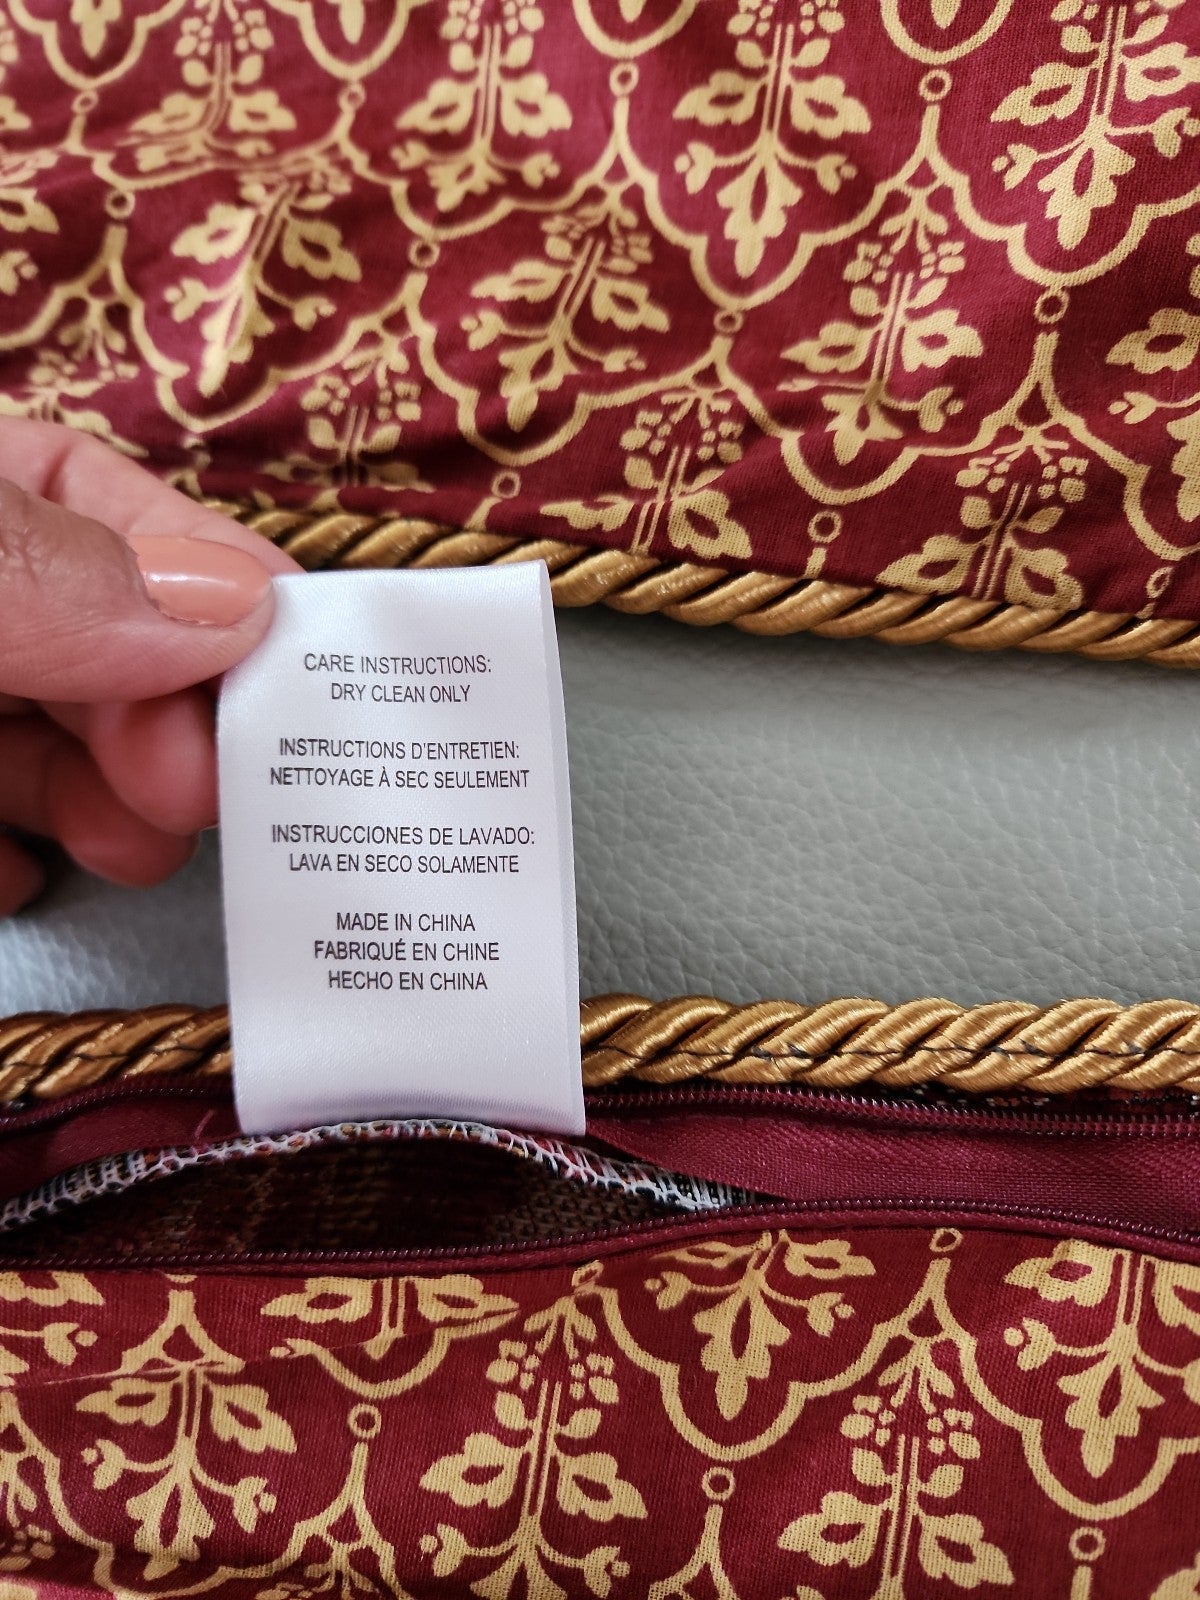 CARE INSTRUCTIONS:
DRY CLEAN ONLY
INSTRUCTIONS D'ENTRETIEN:
NETTOYAGE À SEC SEULEMENT
INSTRUCCIONES DE LAVADO:
LAVA EN SECO SOLAMENTE
MADE IN CHINA
FABRIQUÉ EN CHINE
HECHO EN CHINA